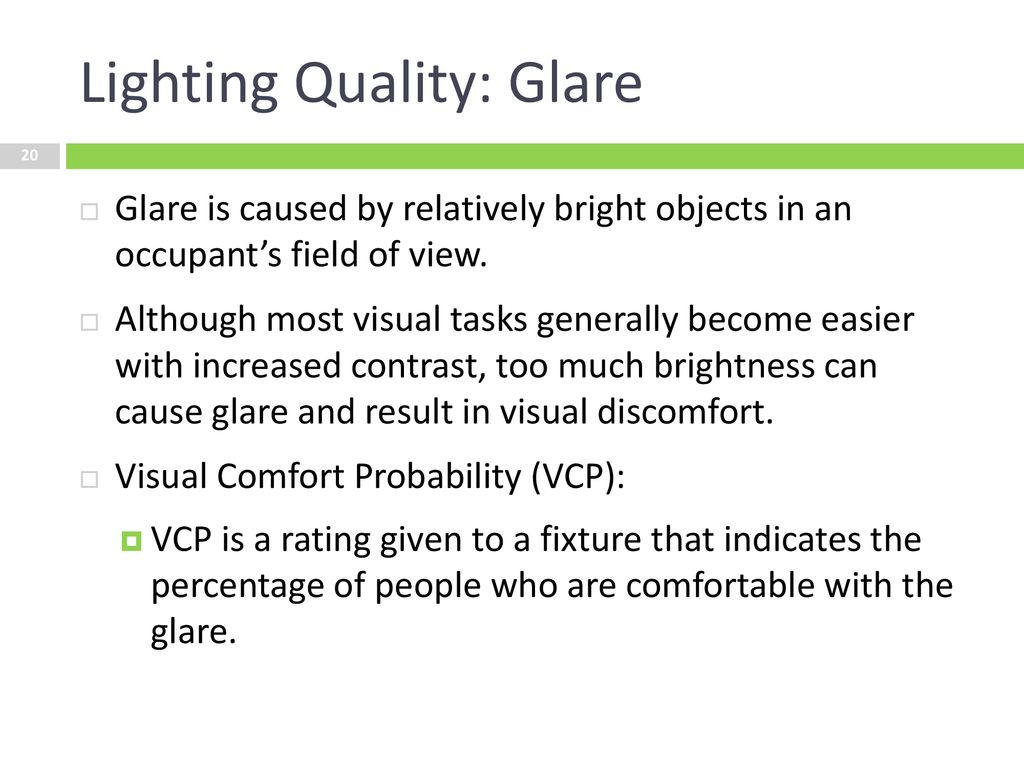 Lighting Quality: Glare
20
Glare is caused by relatively bright objects in an
occupant’s field of view.
Although most visual tasks generally become easier
with increased contrast, too much brightness can
cause glare and result in visual discomfort.
Visual Comfort Probability (VCP):
VCP is a rating given to a fixture that indicates the
percentage of people who are comfortable with the
glare.